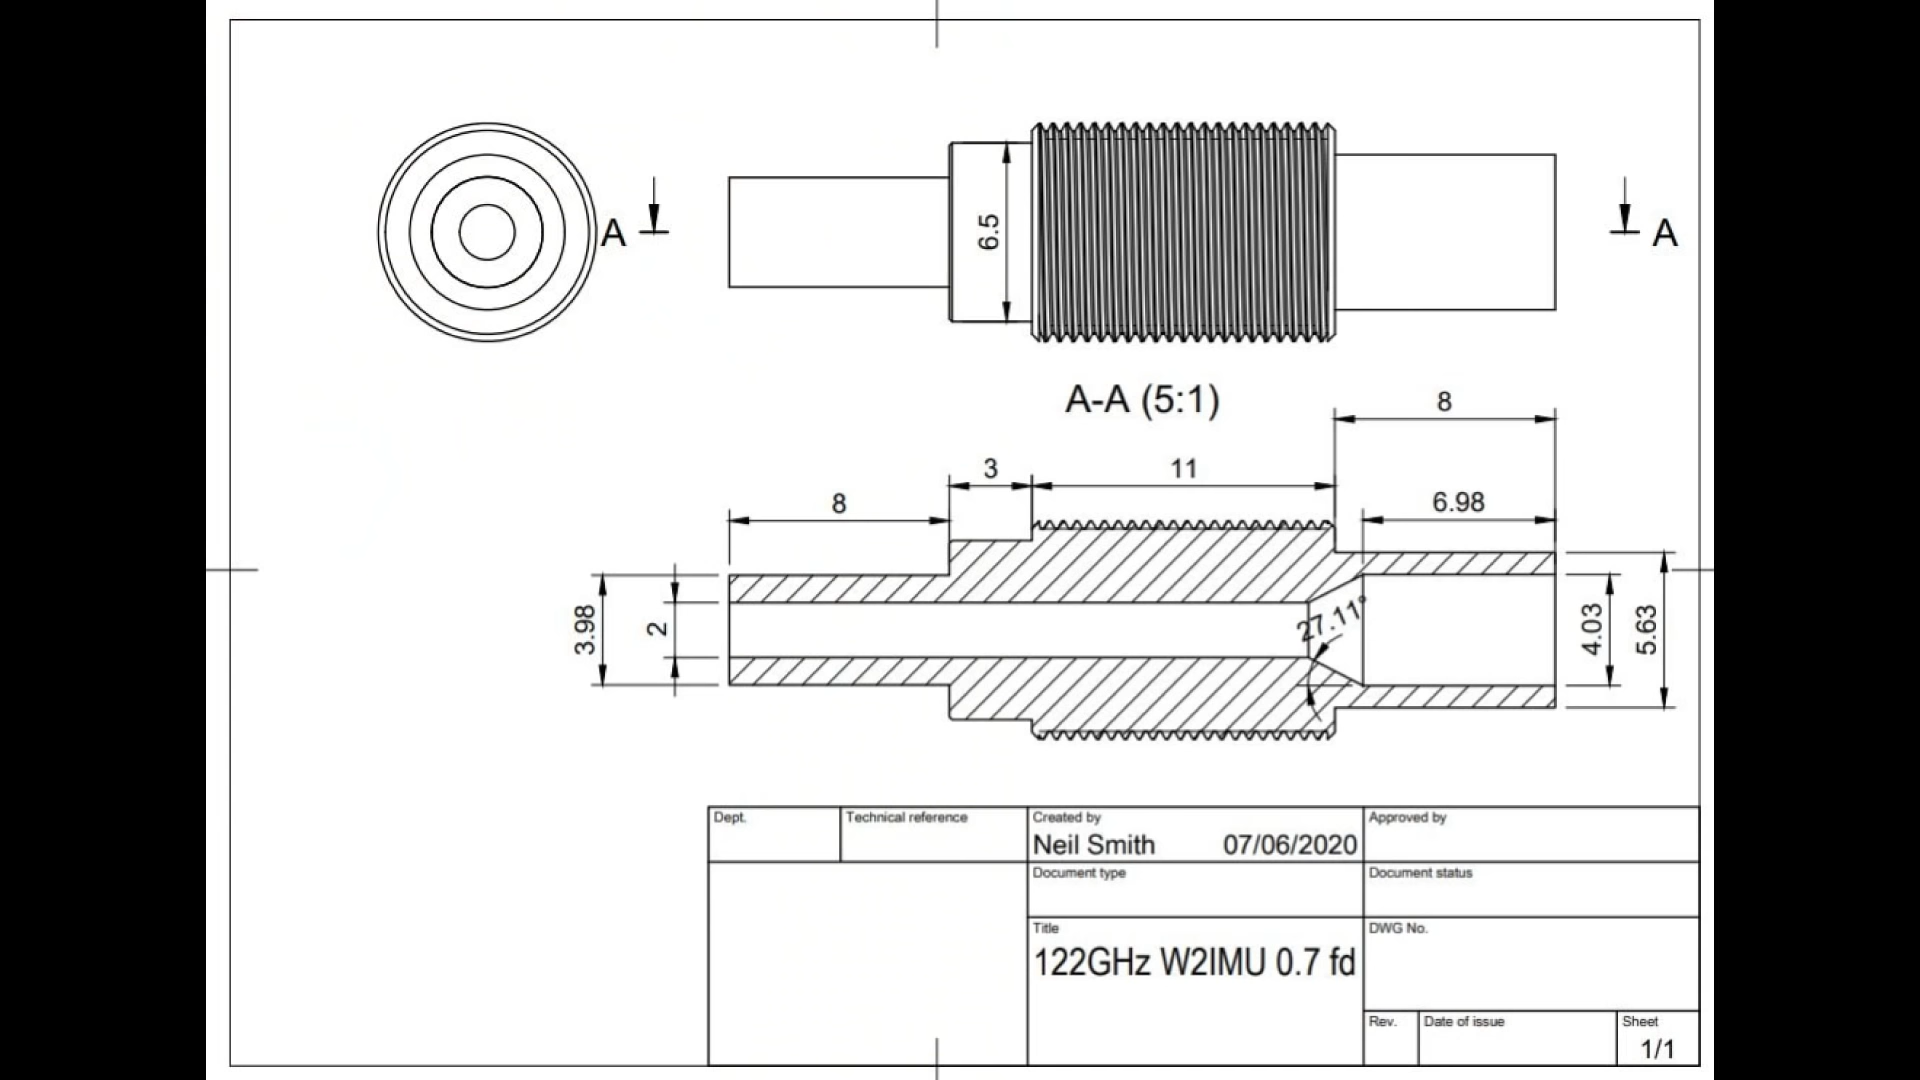 A
6.5
A
A-A (5:1)
8
3
11
8
6.98
3.98
2
27.11°
4.03
5.63
Dept.
Technical reference
Created by
Neil Smith 07/06/2020
Approved by
Document type
Document status
Title
122GHz W2IMU 0.7 fd
DWG No.
Rev.
Date of issue
Sheet
1/1